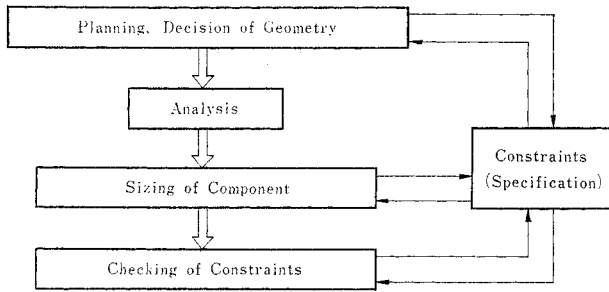 Planning, Decision of Geometry
Analysis
Sizing of Component
Constraints
(Specification)
Checking of Constraints